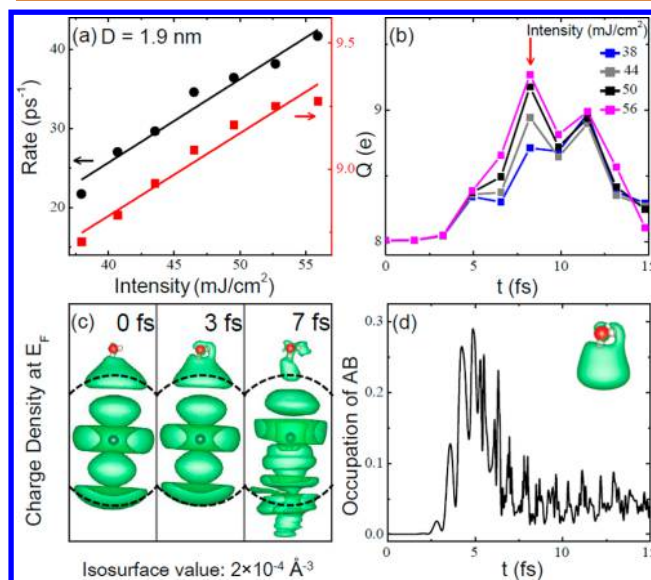 (a) D = 1.9 nm
Rate (ps⁻¹)
40
30
20
9.5
9.0
40 45 50 55
Intensity (mJ/cm²)
(b)
Intensity (mJ/cm²)
38
44
50
56
Q (e)
9
8
0 5 10 15
t (fs)
(c) 0 fs 3 fs 7 fs
Charge Density at E_F
Isosurface value: 2×10⁻⁴ Å⁻³
(d)
Occupation of AB
0.3
0.2
0.1
0.0
0 5 10 15
t (fs)